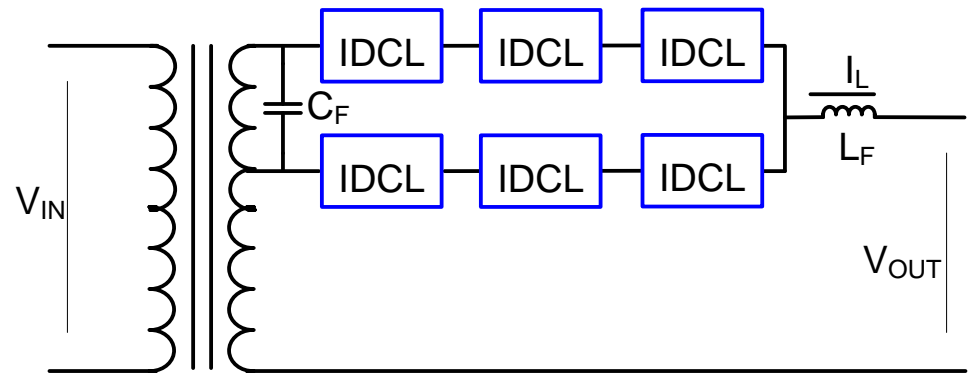 IDCL IDCL IDCL
I_L
C_F
IDCL IDCL IDCL
L_F
V_IN
V_OUT